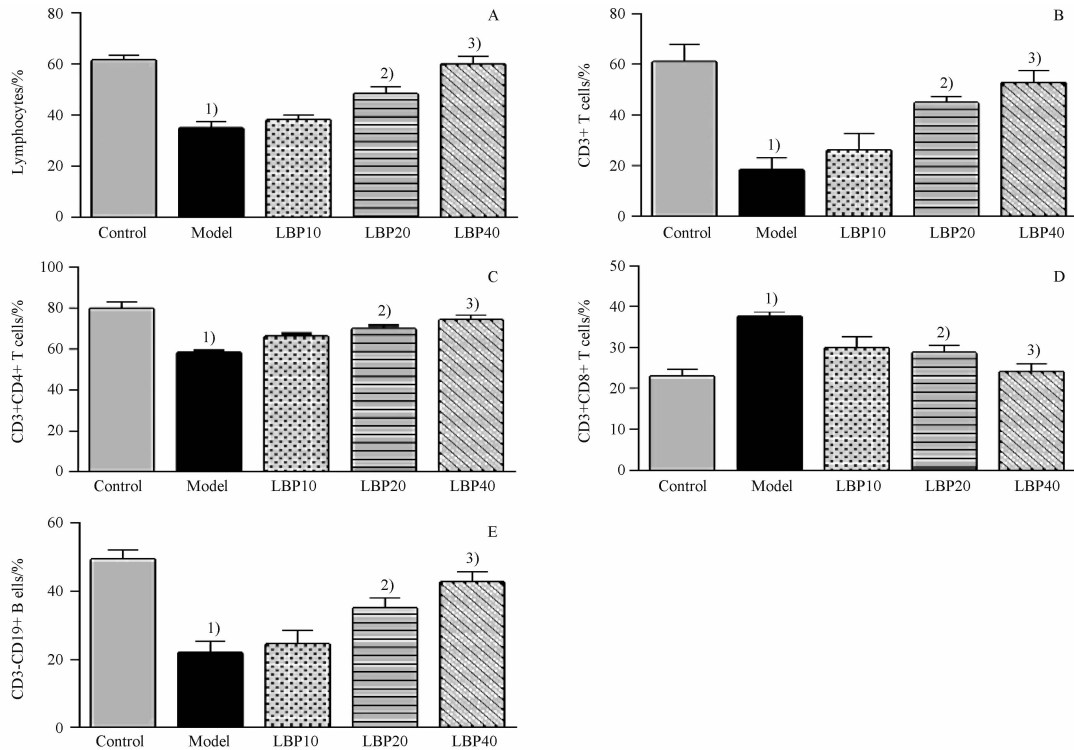 A
Lymphocytes/%
80
60
40
20
0
1)
2)
3)
Control Model LBP10 LBP20 LBP40
B
CD3+ T cells/%
80
60
40
20
0
1)
2)
3)
Control Model LBP10 LBP20 LBP40
C
CD3+CD4+ T cells/%
100
80
60
40
20
0
1)
2)
3)
Control Model LBP10 LBP20 LBP40
D
CD3+CD8+ T cells/%
50
40
30
20
10
0
1)
2)
3)
Control Model LBP10 LBP20 LBP40
E
CD3-CD19+ B ells/%
60
40
20
0
1)
2)
3)
Control Model LBP10 LBP20 LBP40